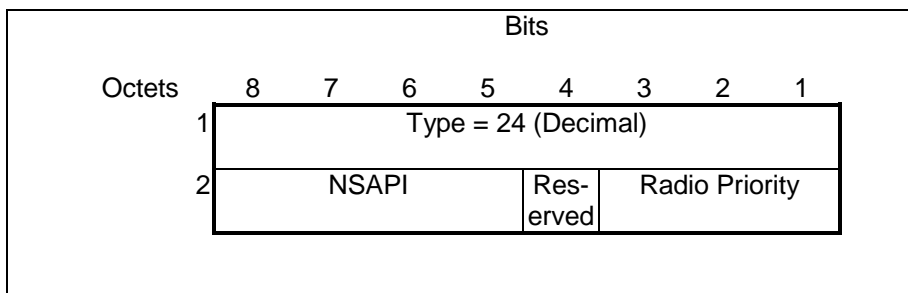 Bits
Octets 8 7 6 5 4 3 2 1
1 Type = 24 (Decimal)
2 NSAPI Res- Radio Priority
erved